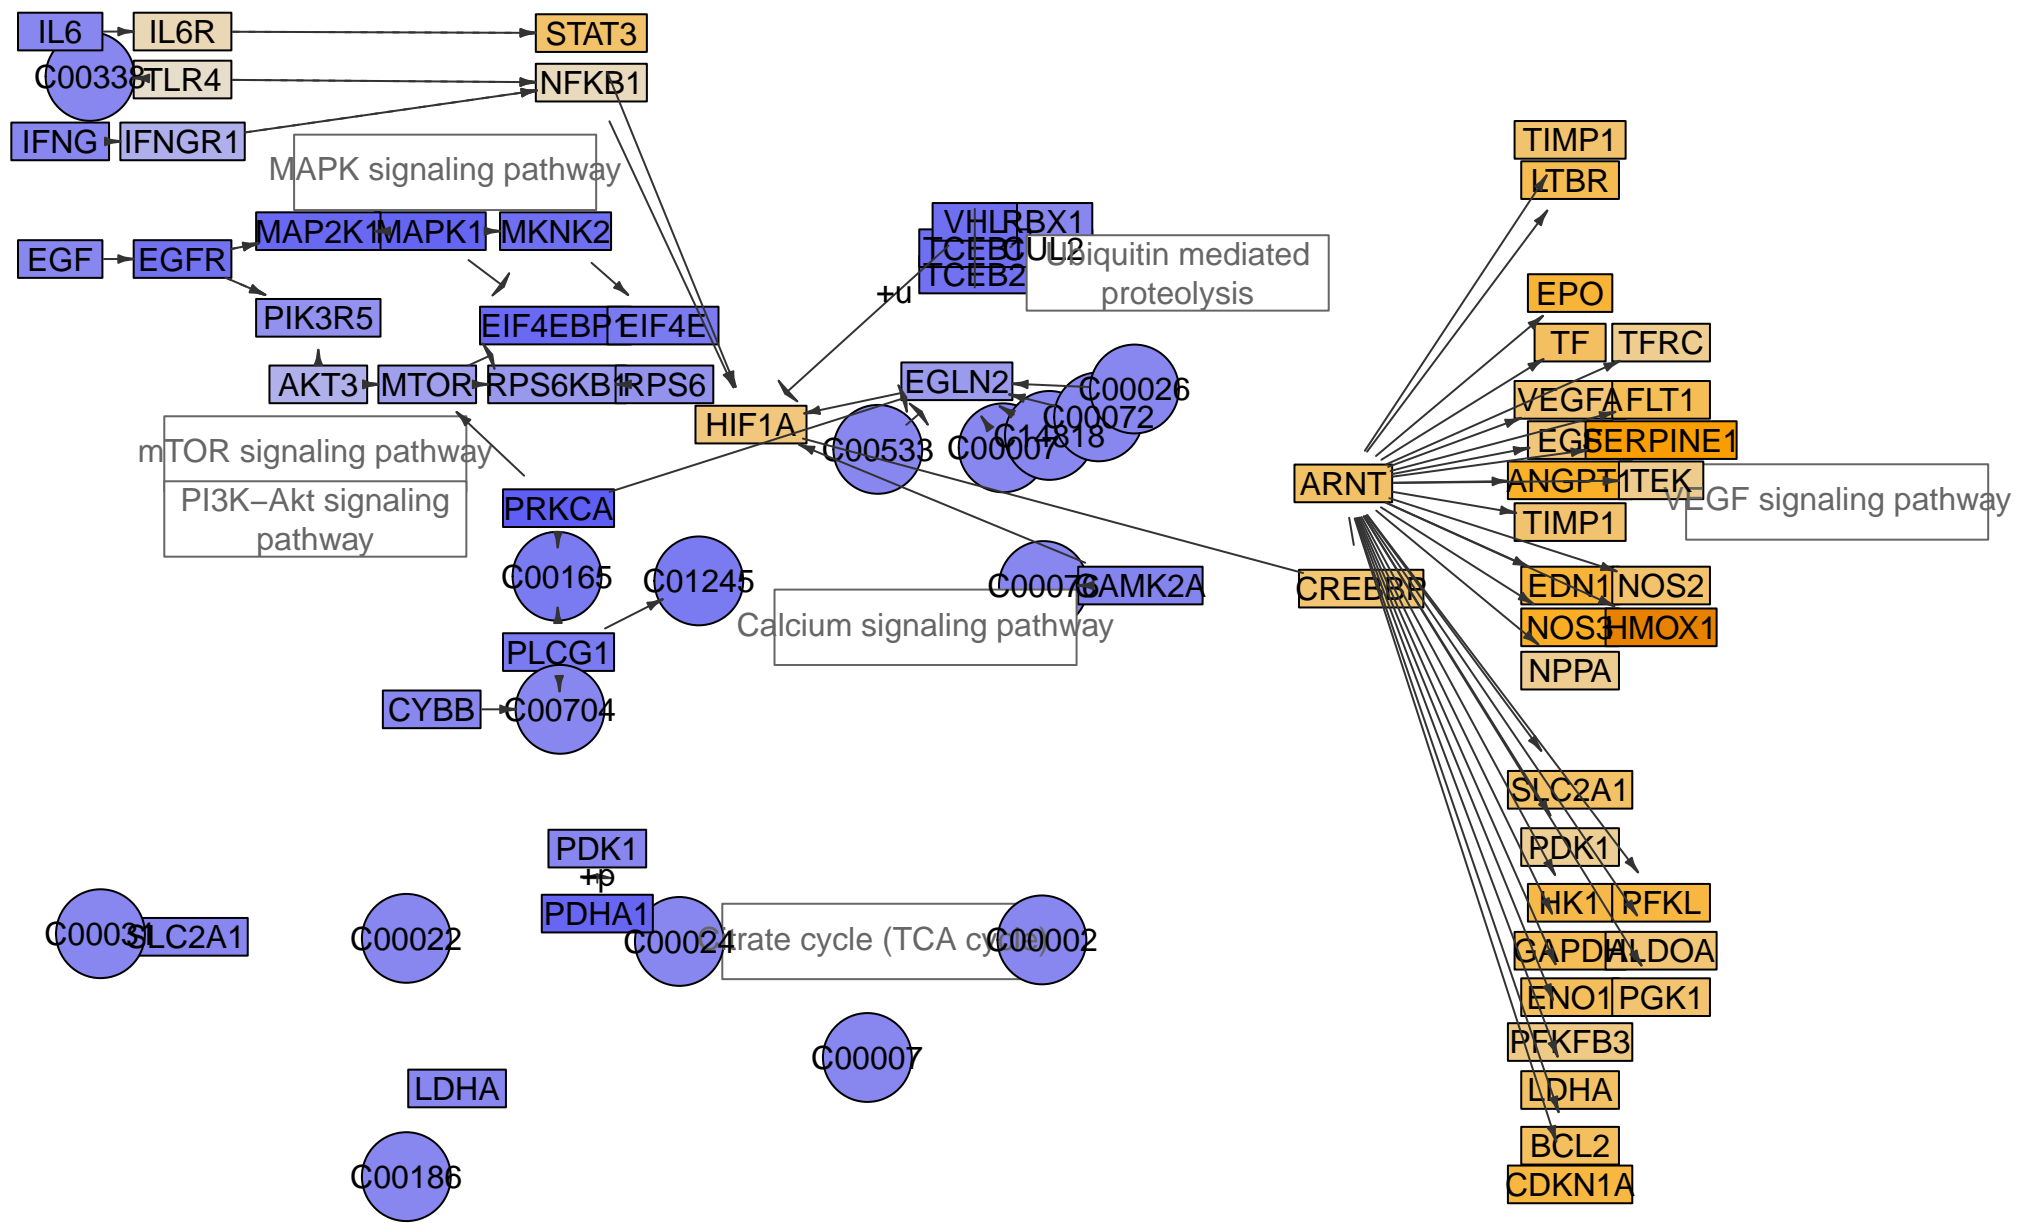 IL6
IL6R
STAT3
C00338
TLR4
NFKB1
IFNG
IFNGR1
MAPK signaling pathway
MAP2K1
MAPK1
MKNK2
EGF
EGFR
PIK3R5
EIF4EBP1
EIF4E
AKT3
MTOR
RPS6KB1
RPS6
mTOR signaling pathway
PI3K−Akt signaling
pathway
HIF1A
VHL
RBX1
TCEB1
CUL2
TCEB2
Ubiquitin mediated
proteolysis
+u
EGLN2
C00026
C00072
C14818
C00007
C00533
PRKCA
C00165
C01245
PLCG1
CYBB
C00704
C00076
CAMK2A
Calcium signaling pathway
ARNT
CREBBP
TIMP1
LTBR
EPO
TF
TFRC
VEGFA
FLT1
EGF
SERPINE1
ANGPT1
TEK
VEGF signaling pathway
TIMP1
EDN1
NOS2
NOS3
HMOX1
NPPA
SLC2A1
PDK1
HK1
PFKL
GAPDH
ALDOA
ENO1
PGK1
PFKFB3
LDHA
BCL2
CDKN1A
PDK1
+p
PDHA1
C00031
SLC2A1
C00022
C00024
Citrate cycle (TCA cycle)
C00002
C00007
LDHA
C00186